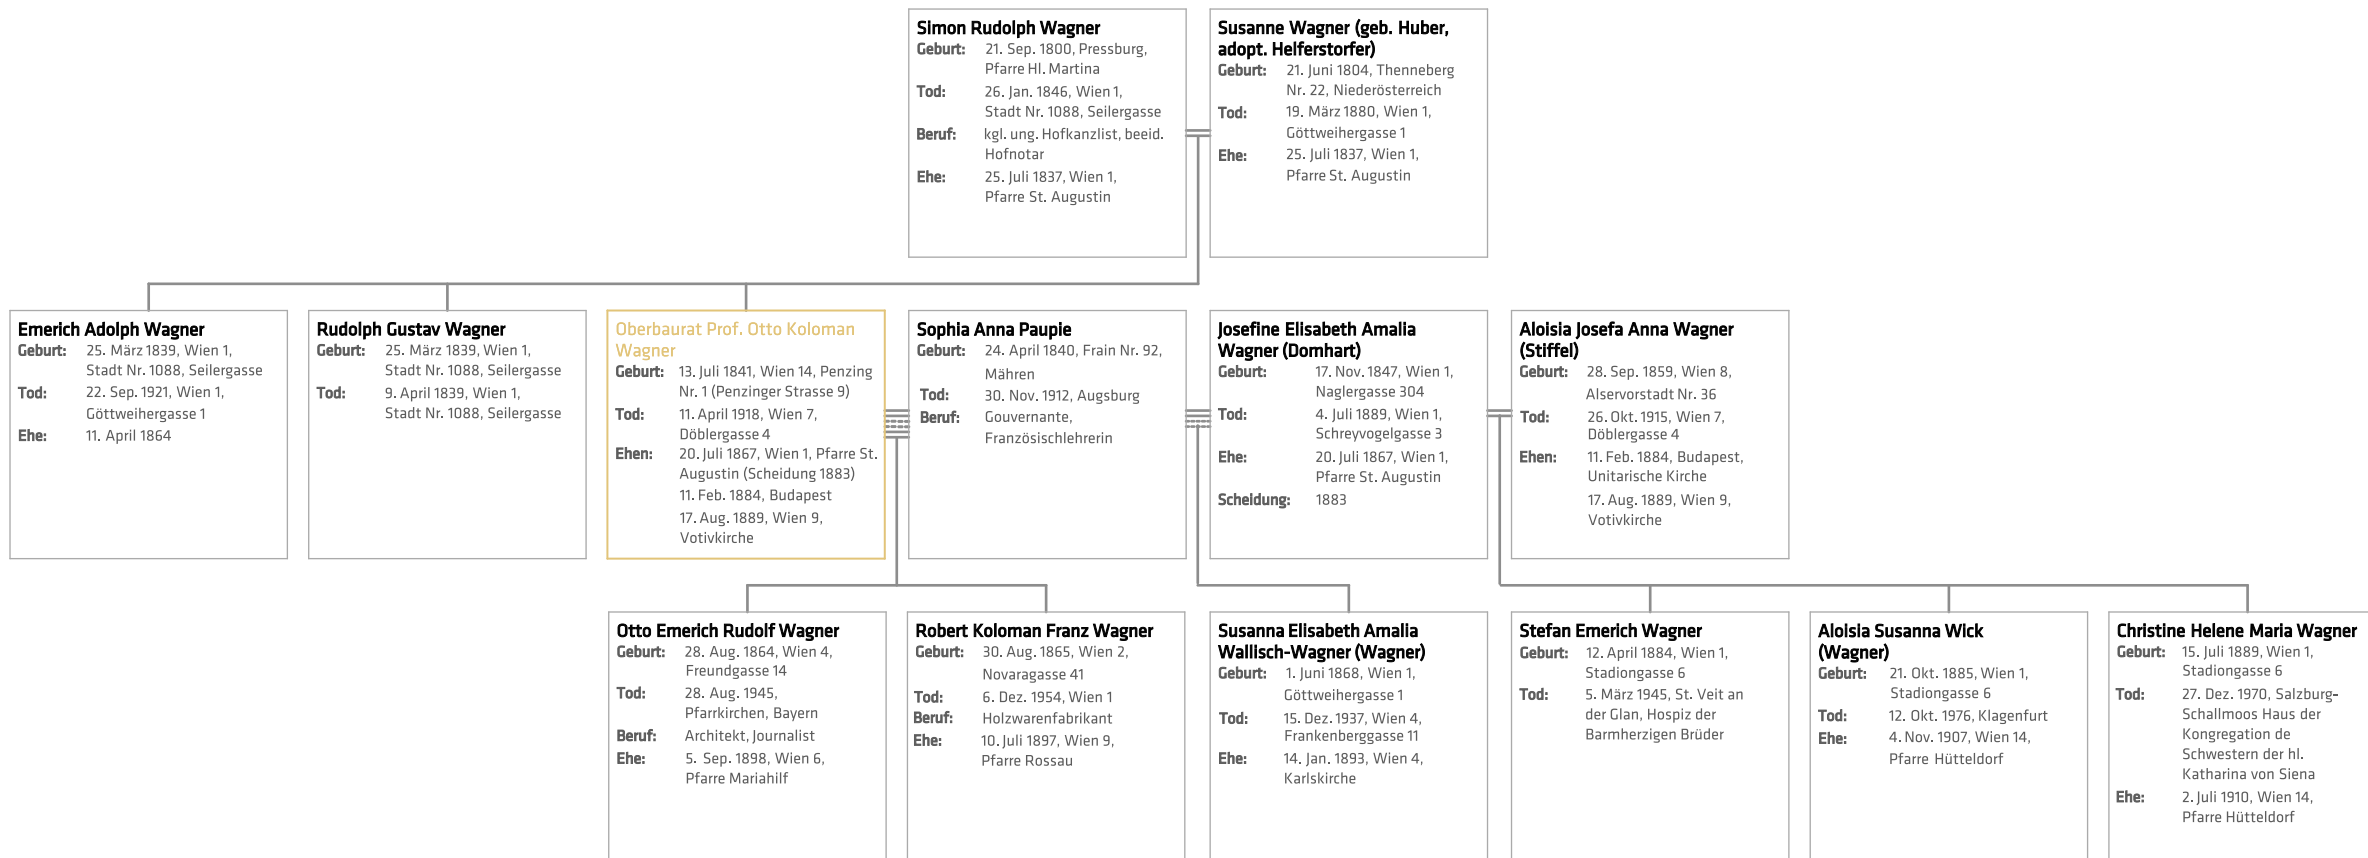 Simon Rudolph Wagner
Geburt: 21. Sep. 1800, Pressburg,
Pfarre Hl. Martina
Tod: 26. Jan. 1846, Wien 1,
Stadt Nr. 1088, Seilergasse
Beruf: kgl. ung. Hofkanzlist, beeid.
Hofnotar
Ehe: 25. Juli 1837, Wien 1,
Pfarre St. Augustin
Susanne Wagner (geb. Huber,
adopt. Helferstorfer)
Geburt: 21. Juni 1804, Thenneberg
Nr. 22, Niederösterreich
Tod: 19. März 1880, Wien 1,
Göttweihergasse 1
Ehe: 25. Juli 1837, Wien 1,
Pfarre St. Augustin
Emerich Adolph Wagner
Geburt: 25. März 1839, Wien 1,
Stadt Nr. 1088, Seilergasse
Tod: 22. Sep. 1921, Wien 1,
Göttweihergasse 1
Ehe: 11. April 1864
Rudolph Gustav Wagner
Geburt: 25. März 1839, Wien 1,
Stadt Nr. 1088, Seilergasse
Tod: 9. April 1839, Wien 1,
Stadt Nr. 1088, Seilergasse
Oberbaurat Prof. Otto Koloman
Wagner
Geburt: 13. Juli 1841, Wien 14, Penzing
Nr. 1 (Penzinger Strasse 9)
Tod: 11. April 1918, Wien 7,
Döblergasse 4
Ehen: 20. Juli 1867, Wien 1, Pfarre St.
Augustin (Scheidung 1883)
11. Feb. 1884, Budapest
17. Aug. 1889, Wien 9,
Votivkirche
Sophia Anna Paupie
Geburt: 24. April 1840, Frain Nr. 92,
Mähren
Tod: 30. Nov. 1912, Augsburg
Beruf: Gouvernante,
Französischlehrerin
Josefine Elisabeth Amalia
Wagner (Domhart)
Geburt: 17. Nov. 1847, Wien 1,
Naglergasse 304
Tod: 4. Juli 1889, Wien 1,
Schreyvogelgasse 3
Ehe: 20. Juli 1867, Wien 1,
Pfarre St. Augustin
Scheidung: 1883
Aloisia Josefa Anna Wagner
(Stiffel)
Geburt: 28. Sep. 1859, Wien 8,
Alservorstadt Nr. 36
Tod: 26. Okt. 1915, Wien 7,
Döblergasse 4
Ehen: 11. Feb. 1884, Budapest,
Unitarische Kirche
17. Aug. 1889, Wien 9,
Votivkirche
Otto Emerich Rudolf Wagner
Geburt: 28. Aug. 1864, Wien 4,
Freundgasse 14
Tod: 28. Aug. 1945,
Pfarrkirchen, Bayern
Beruf: Architekt, Journalist
Ehe: 5. Sep. 1898, Wien 6,
Pfarre Mariahilf
Robert Koloman Franz Wagner
Geburt: 30. Aug. 1865, Wien 2,
Novaragasse 41
Tod: 6. Dez. 1954, Wien 1
Beruf: Holzwarenfabrikant
Ehe: 10. Juli 1897, Wien 9,
Pfarre Rossau
Susanna Elisabeth Amalia
Wallisch-Wagner (Wagner)
Geburt: 1. Juni 1868, Wien 1,
Göttweihergasse 1
Tod: 15. Dez. 1937, Wien 4,
Frankenberggasse 11
Ehe: 14. Jan. 1893, Wien 4,
Karlskirche
Stefan Emerich Wagner
Geburt: 12. April 1884, Wien 1,
Stadiongasse 6
Tod: 5. März 1945, St. Veit an
der Glan, Hospiz der
Barmherzigen Brüder
Aloisia Susanna Wick
(Wagner)
Geburt: 21. Okt. 1885, Wien 1,
Stadiongasse 6
Tod: 12. Okt. 1976, Klagenfurt
Ehe: 4. Nov. 1907, Wien 14,
Pfarre Hütteldorf
Christine Helene Maria Wagner
Geburt: 15. Juli 1889, Wien 1,
Stadiongasse 6
Tod: 27. Dez. 1970, Salzburg-
Schallmoos Haus der
Kongregation de
Schwestern der hl.
Katharina von Siena
Ehe: 2. Juli 1910, Wien 14,
Pfarre Hütteldorf